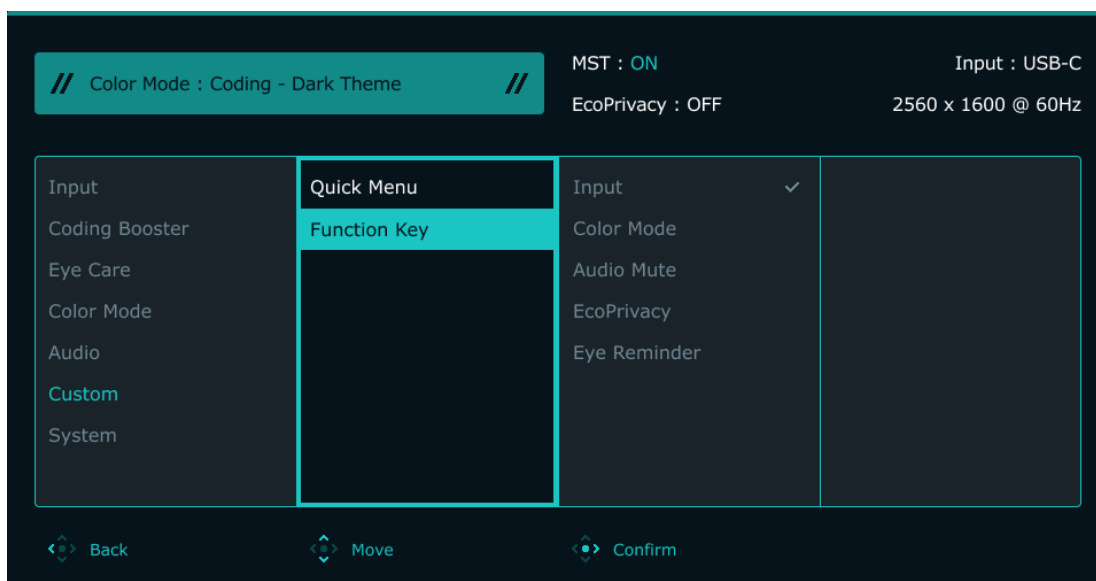 // Color Mode : Coding - Dark Theme //
MST : ON
Input : USB-C
EcoPrivacy : OFF
2560 x 1600 @ 60Hz
Input
Coding Booster
Eye Care
Color Mode
Audio
Custom
System
Quick Menu
Function Key
Input
Color Mode
Audio Mute
EcoPrivacy
Eye Reminder
Back
Move
Confirm